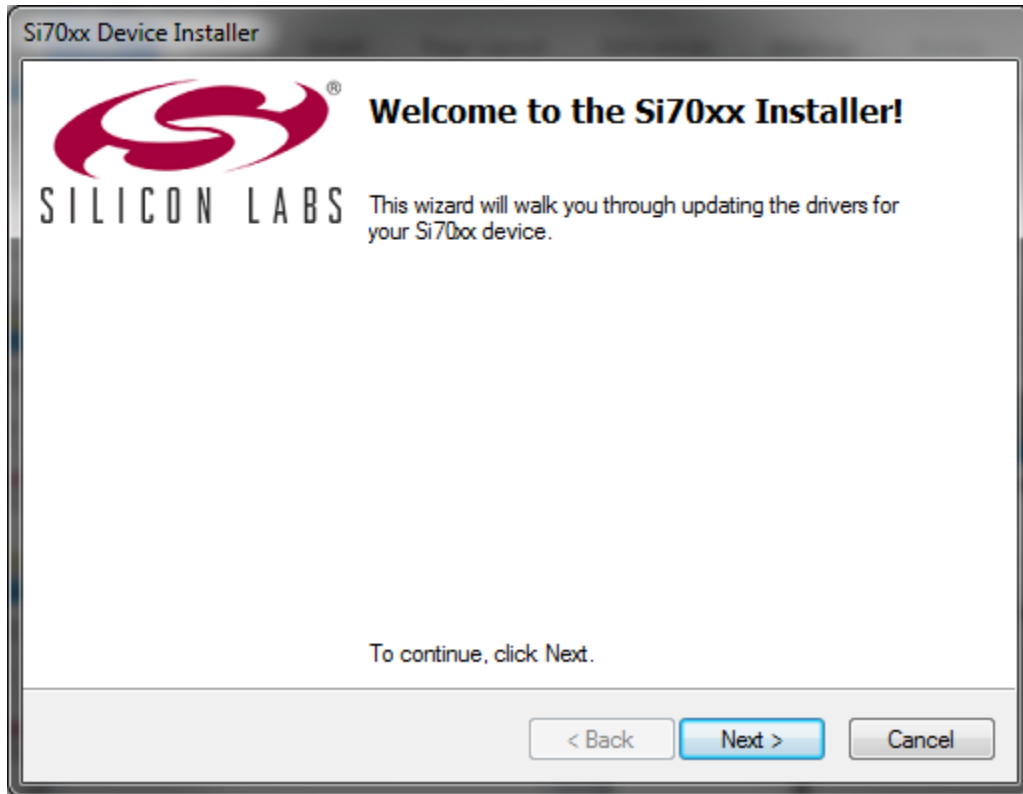 Si70xx Device Installer
®
SILICON LABS
Welcome to the Si70xx Installer!
This wizard will walk you through updating the drivers for
your Si70xx device.
To continue, click Next.
< Back
Next >
Cancel